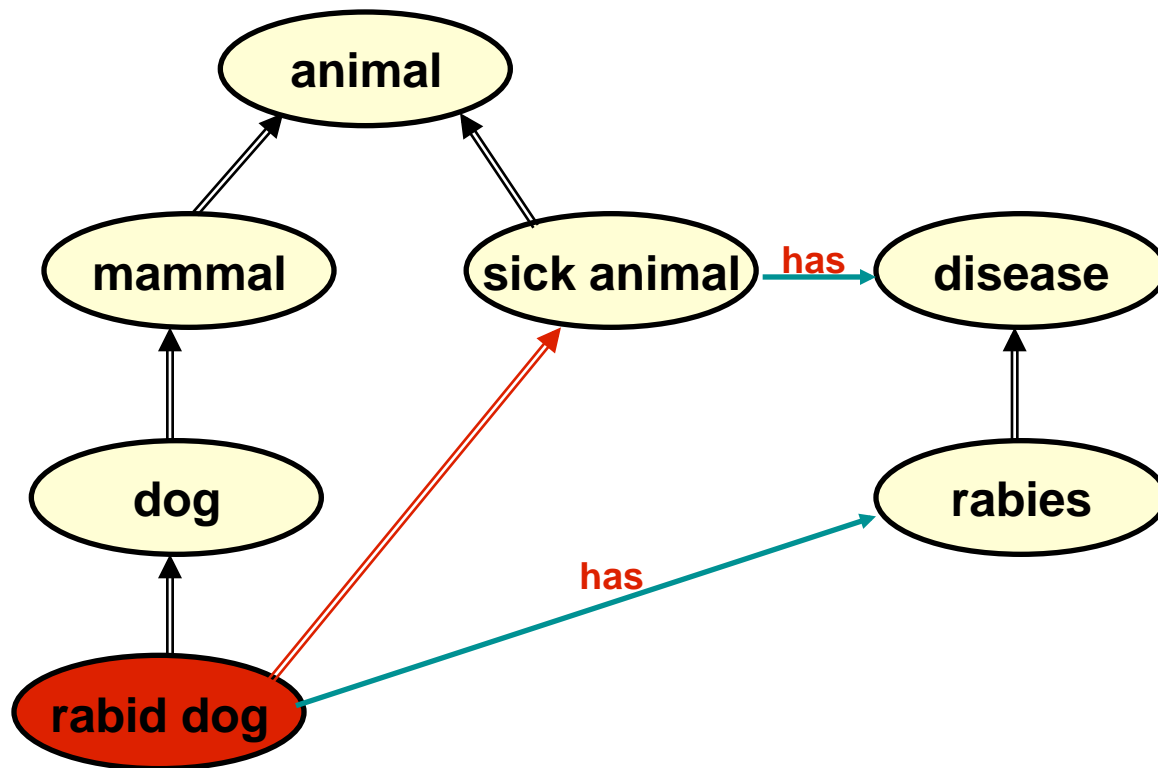 animal
mammal
sick animal
has
disease
dog
rabies
has
rabid dog